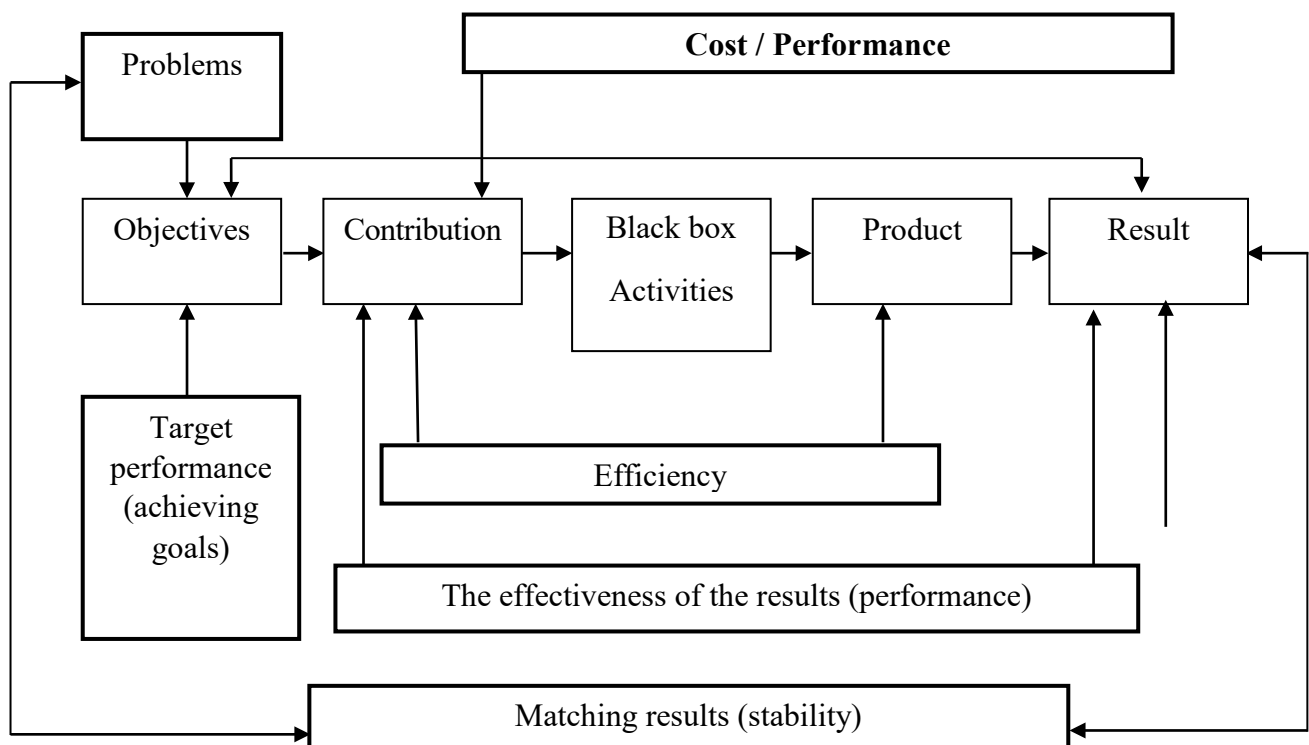 Cost / Performance
Problems
Objectives
Contribution
Black box
Activities
Product
Result
Target
performance
(achieving
goals)
Efficiency
The effectiveness of the results (performance)
Matching results (stability)